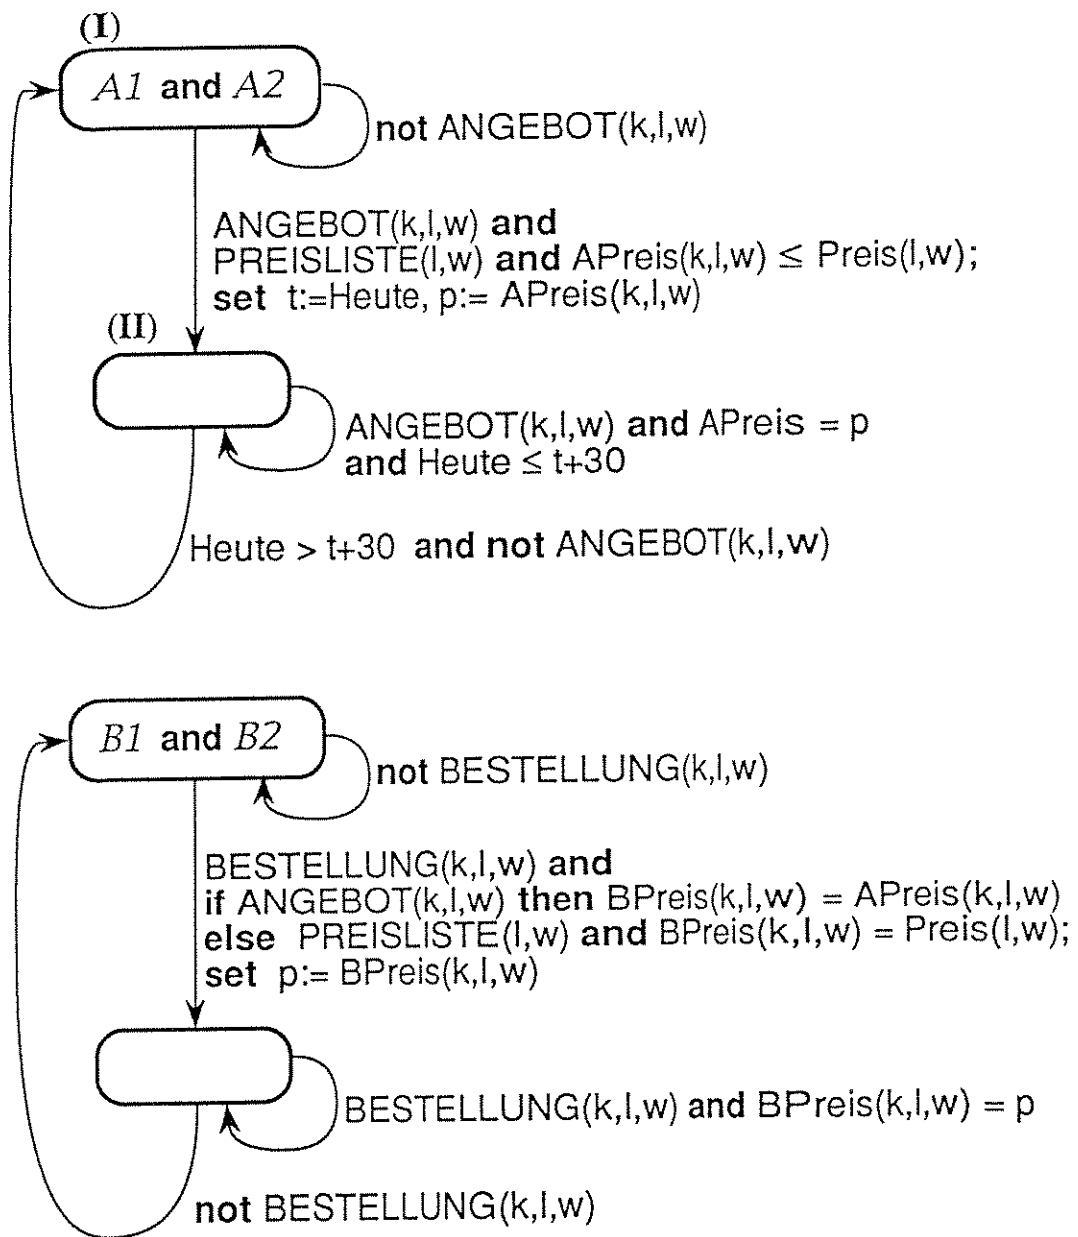 (I)
A1 and A2
not ANGEBOT(k,l,w)
ANGEBOT(k,l,w) and
PREISLISTE(l,w) and APreis(k,l,w) ≤ Preis(l,w);
set t:=Heute, p:= APreis(k,l,w)
(II)
ANGEBOT(k,l,w) and APreis = p
and Heute ≤ t+30
Heute > t+30 and not ANGEBOT(k,l,w)
B1 and B2
not BESTELLUNG(k,l,w)
BESTELLUNG(k,l,w) and
if ANGEBOT(k,l,w) then BPreis(k,l,w) = APreis(k,l,w)
else PREISLISTE(l,w) and BPreis(k,l,w) = Preis(l,w);
set p:= BPreis(k,l,w)
BESTELLUNG(k,l,w) and BPreis(k,l,w) = p
not BESTELLUNG(k,l,w)